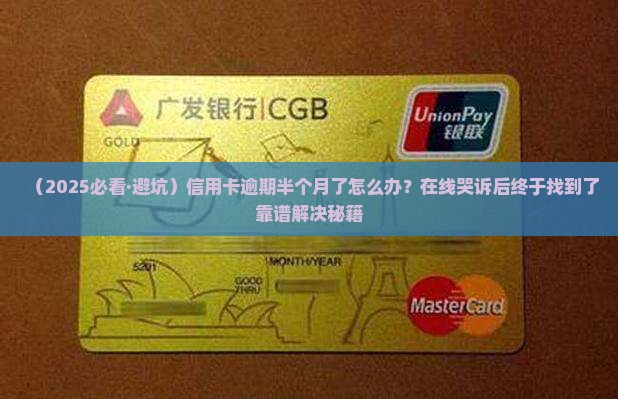 广发银行|CGB
UnionPay
银联
GOLD
（2025必看·避坑）信用卡逾期半个月了怎么办？在线哭诉后终于找到了
靠谱解决秘籍
5201
MONTH/YEAR
GOOD
THRU
MasterCard